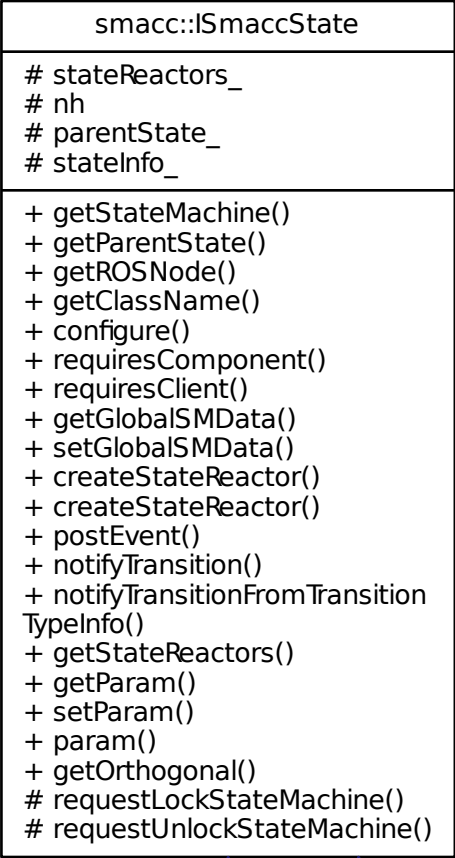 smacc::ISmaccState
# stateReactors_
# nh
# parentState_
# stateInfo_
+ getStateMachine()
+ getParentState()
+ getROSNode()
+ getClassName()
+ configure()
+ requiresComponent()
+ requiresClient()
+ getGlobalSMData()
+ setGlobalSMData()
+ createStateReactor()
+ createStateReactor()
+ postEvent()
+ notifyTransition()
+ notifyTransitionFromTransition
TypeInfo()
+ getStateReactors()
+ getParam()
+ setParam()
+ param()
+ getOrthogonal()
# requestLockStateMachine()
# requestUnlockStateMachine()